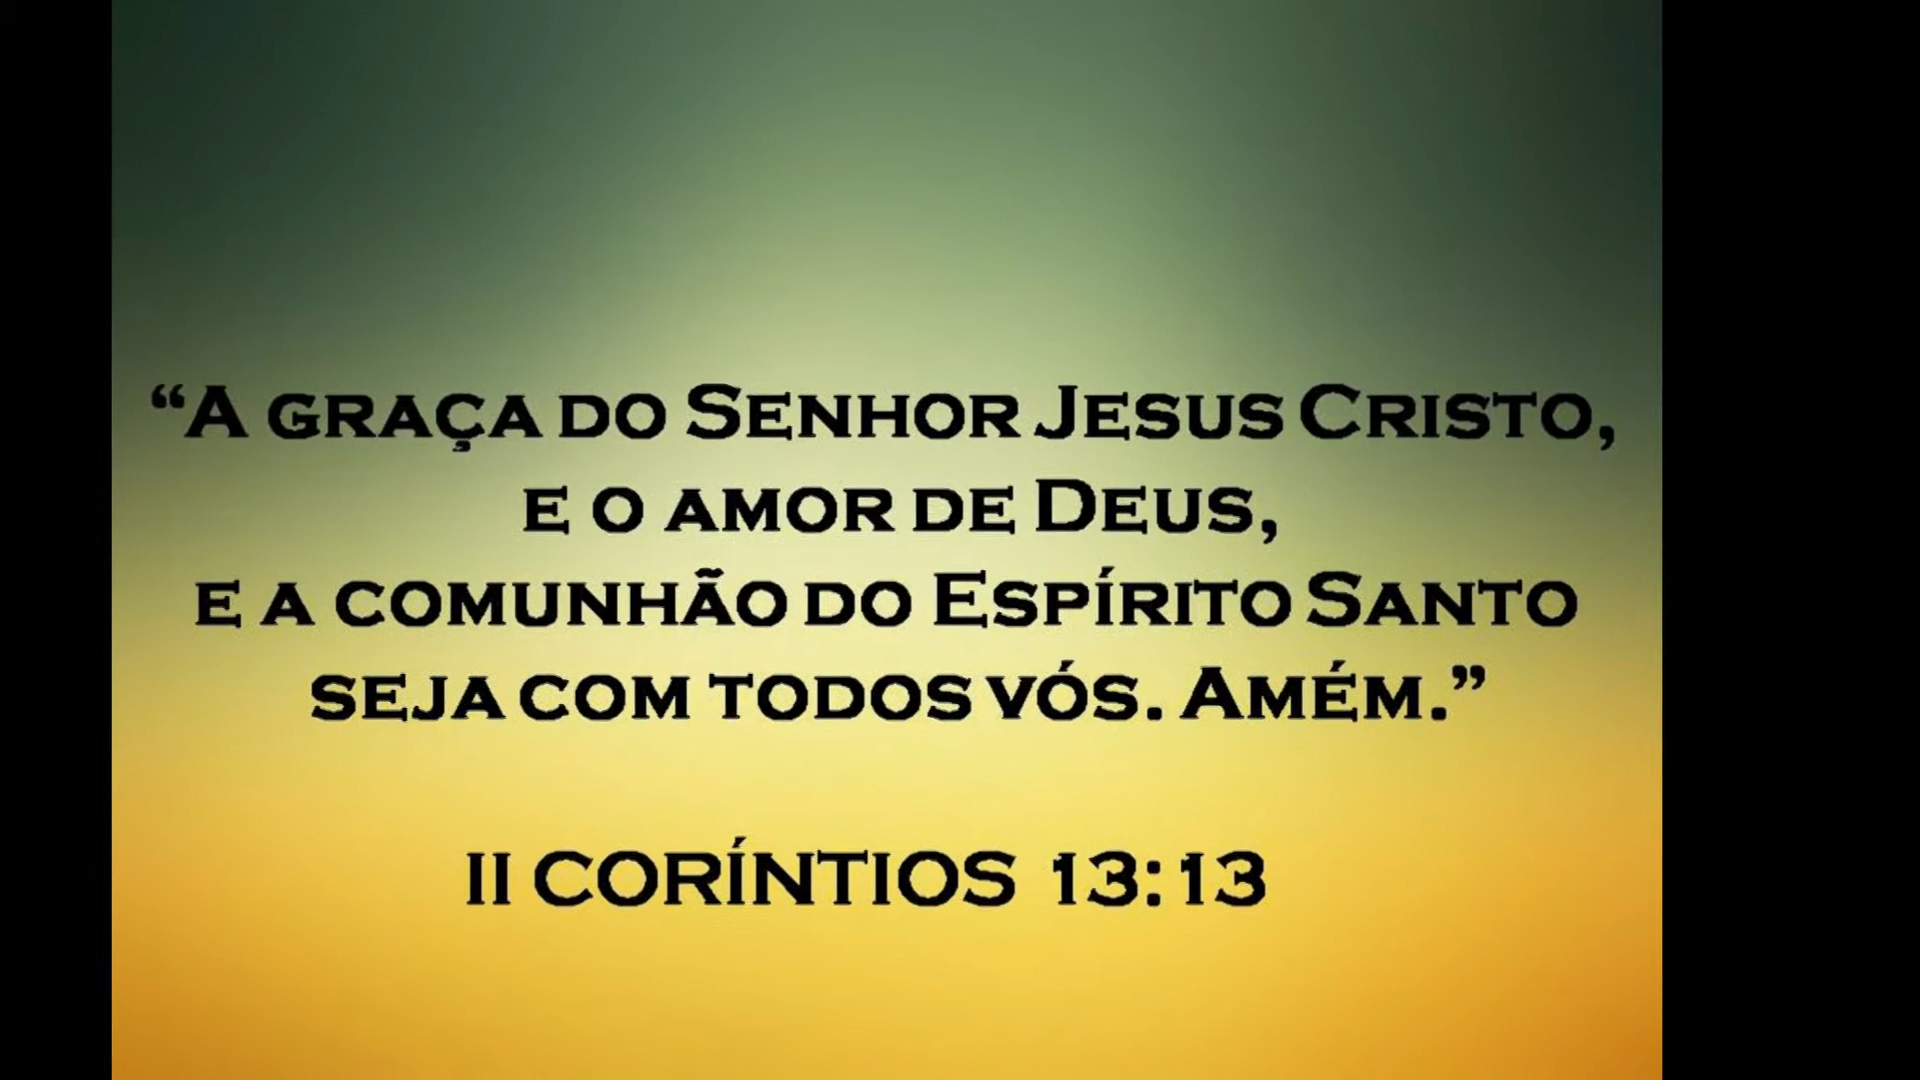 “A graça do Senhor Jesus Cristo,
e o amor de Deus,
e a comunhão do Espírito Santo
seja com todos vós. Amém.”
II CORÍNTIOS 13:13